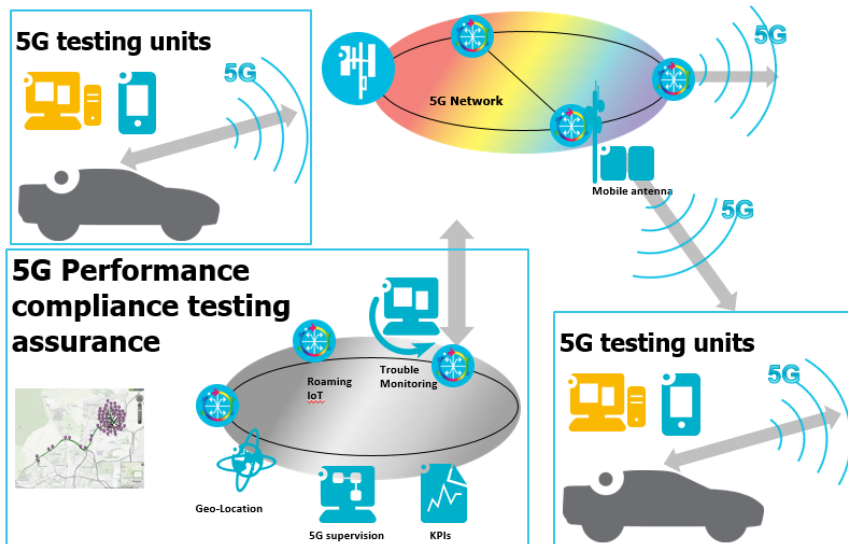 5G testing units
5G
5G Network
5G
Mobile antenna
5G
5G Performance
compliance testing
assurance
Roaming
IoT
Trouble
Monitoring
Geo-Location
5G supervision
KPIs
5G testing units
5G